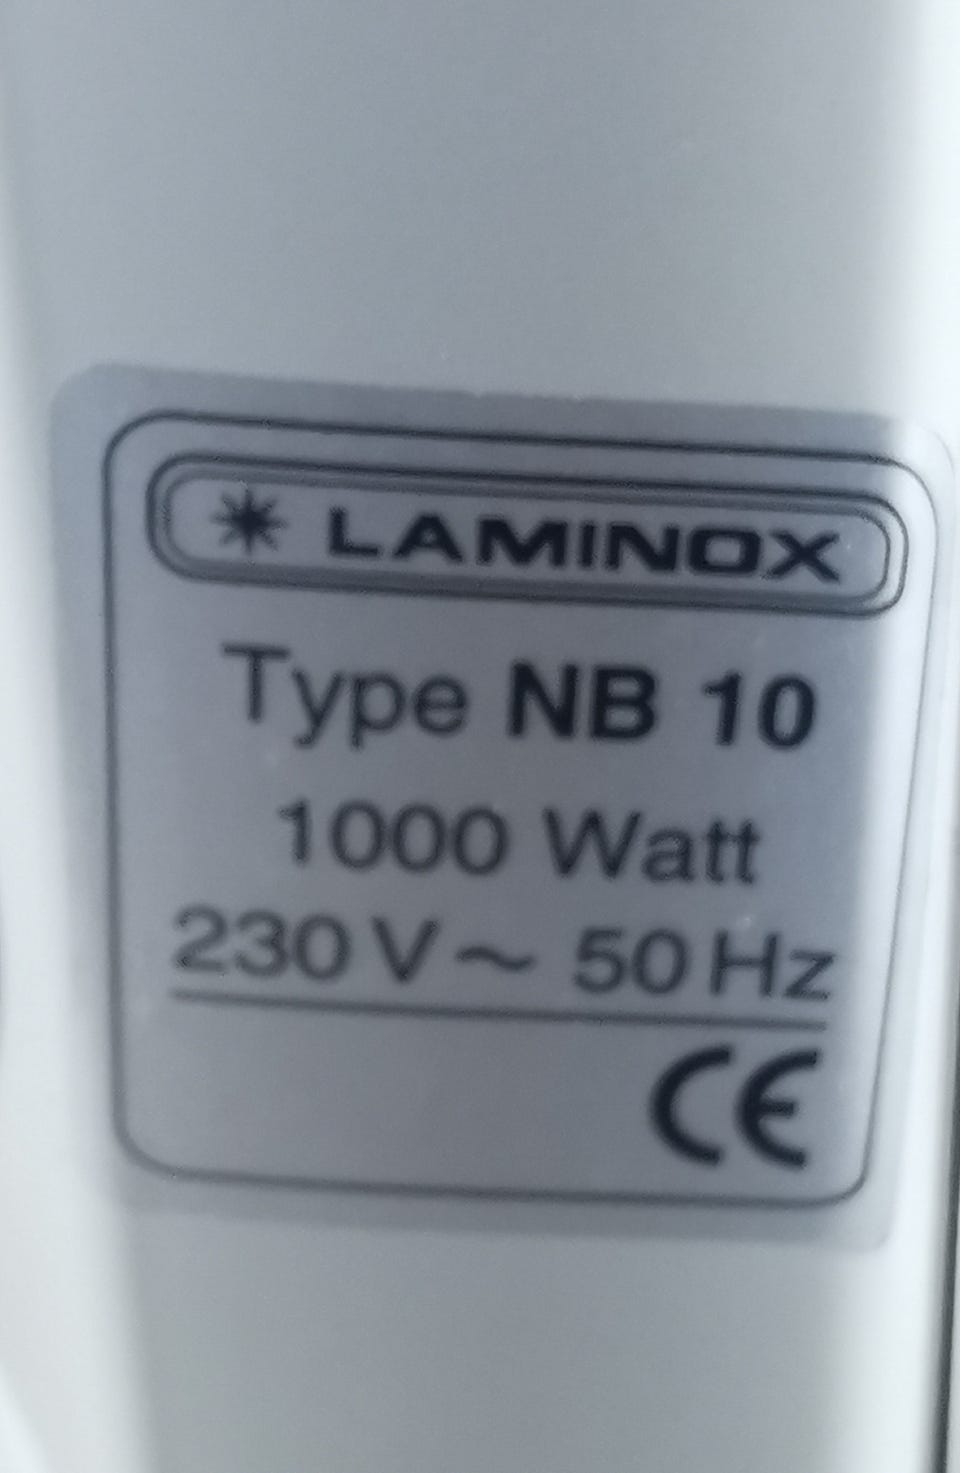 LAMINOX
Type NB 10
1000 Watt
230 V ~ 50 Hz
CE